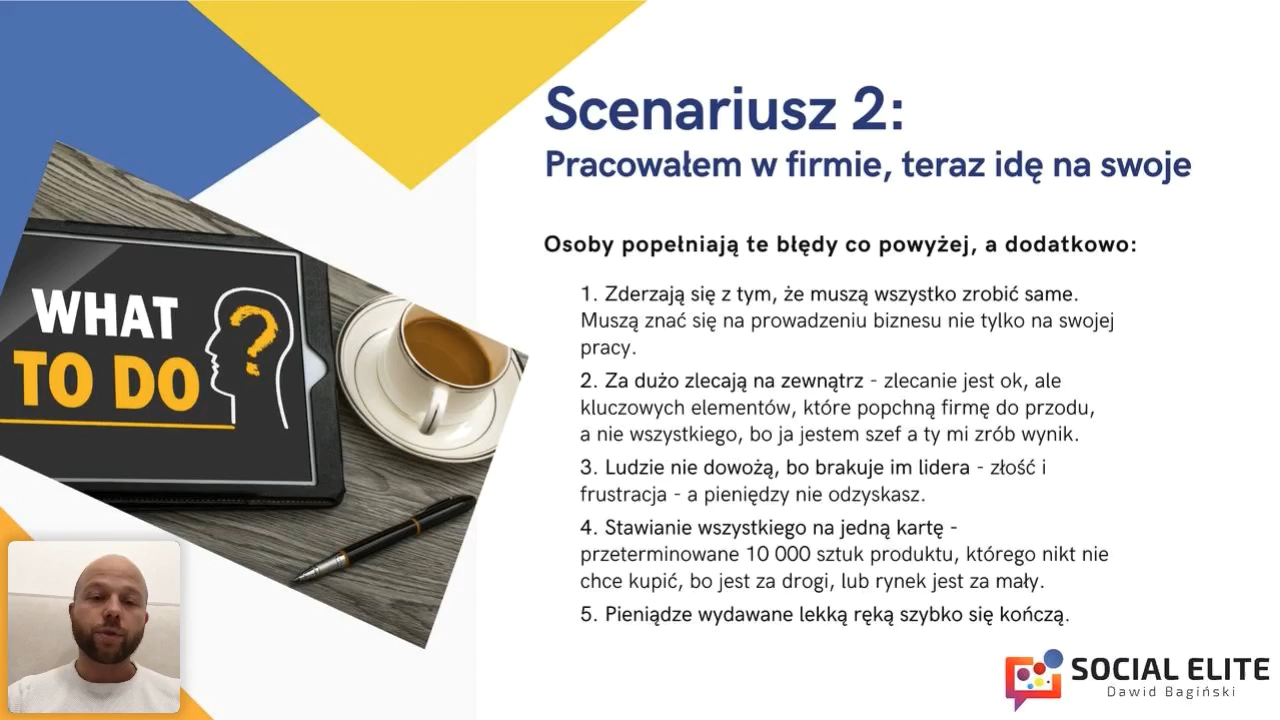 Scenariusz 2:
Pracowałem w firmie, teraz idę na swoje
Osoby popełniają te błędy co powyżej, a dodatkowo:
1. Zderzają się z tym, że muszą wszystko zrobić same.
Muszą znać się na prowadzeniu biznesu nie tylko na swojej
pracy.
2. Za dużo zlecają na zewnątrz - zlecanie jest ok, ale
kluczowych elementów, które popchną firmę do przodu,
a nie wszystkiego, bo ja jestem szef a ty mi zrób wynik.
3. Ludzie nie dowożą, bo brakuje im lidera - złość i
frustracja - a pieniędzy nie odzyskasz.
4. Stawianie wszystkiego na jedną kartę -
przeterminowane 10 000 sztuk produktu, którego nikt nie
chce kupić, bo jest za drogi, lub rynek jest za mały.
5. Pieniądze wydawane lekką ręką szybko się kończą.
WHAT
TO DO
?
SOCIAL ELITE
Dawid Bagiński